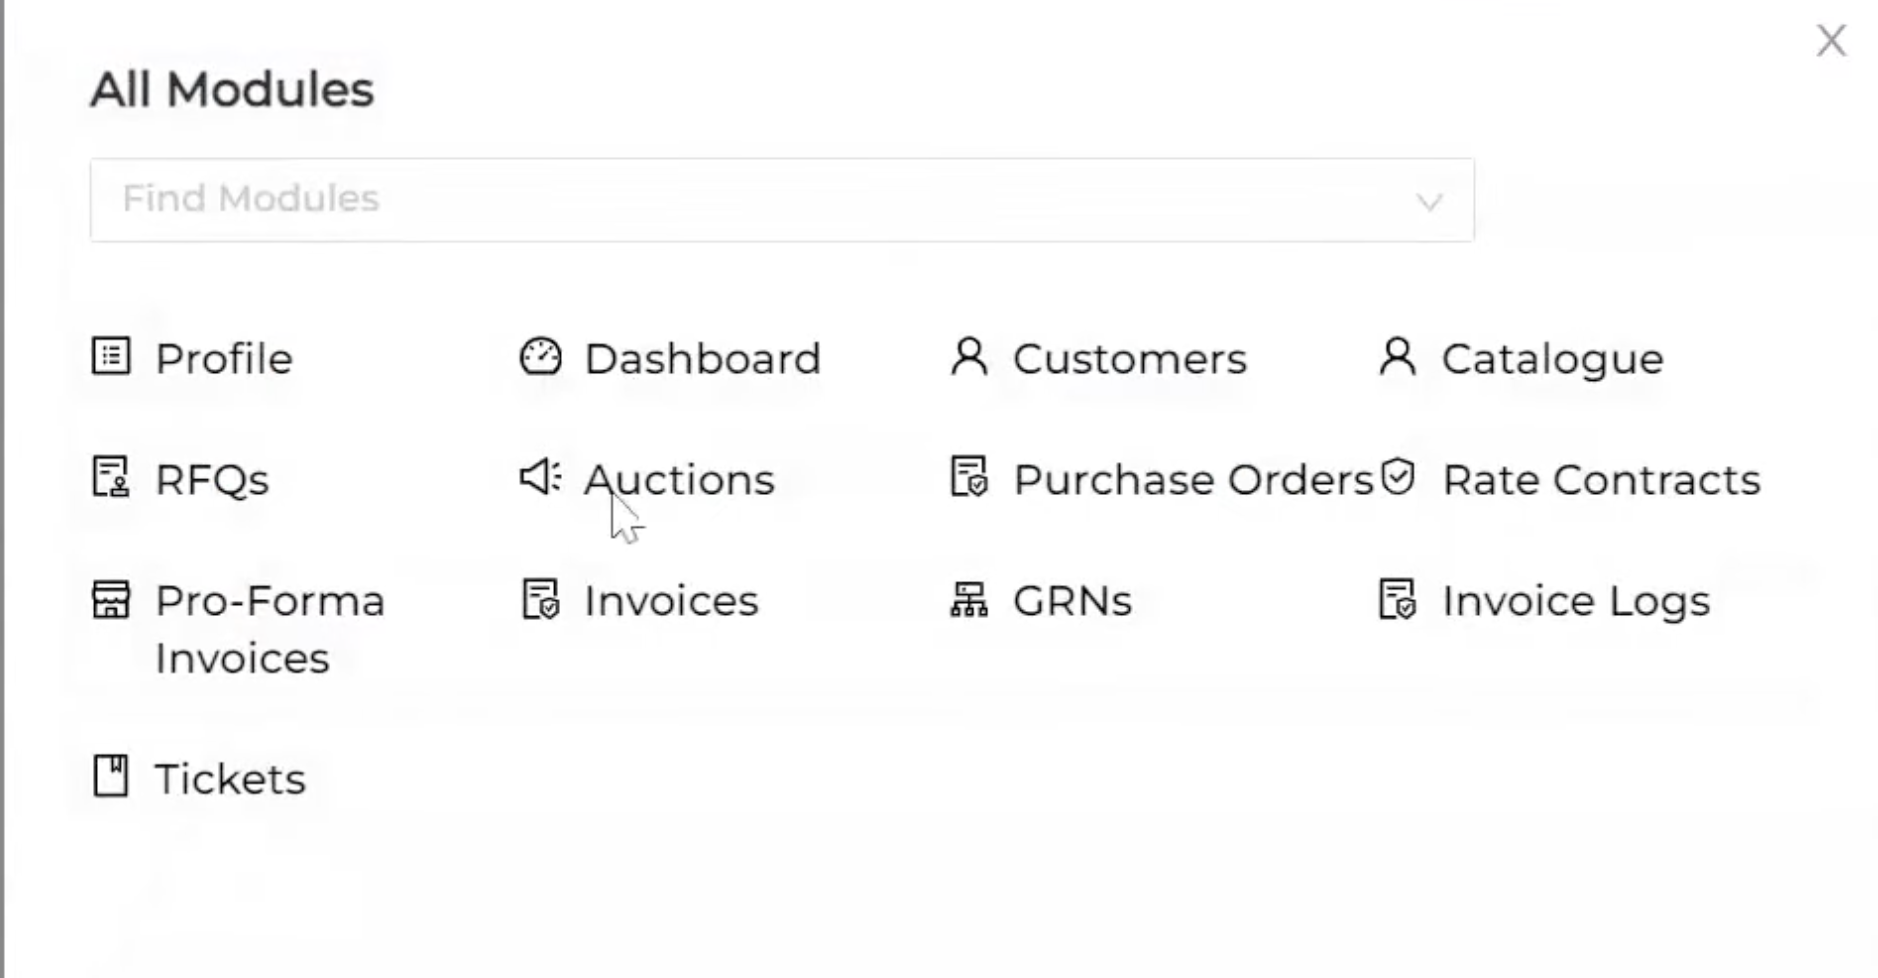 X
All Modules
Find Modules
Profile
Dashboard
Customers
Catalogue
RFQs
Auctions
Purchase Orders
Rate Contracts
Pro-Forma
Invoices
Invoices
GRNs
Invoice Logs
Tickets